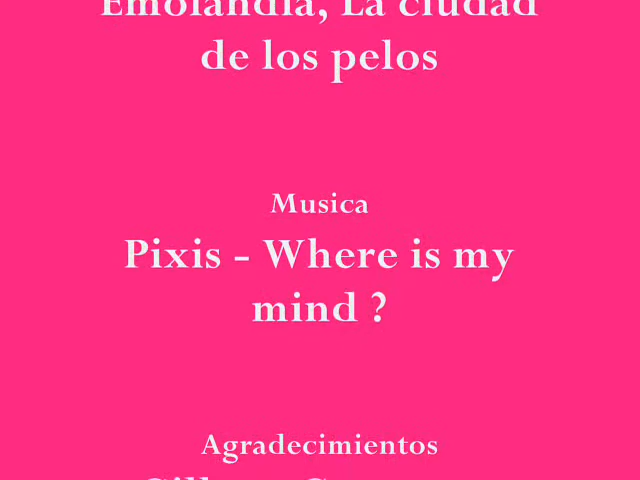 Emolandia, La ciudad
de los pelos
Musica
Pixis - Where is my
mind ?
Agradecimientos